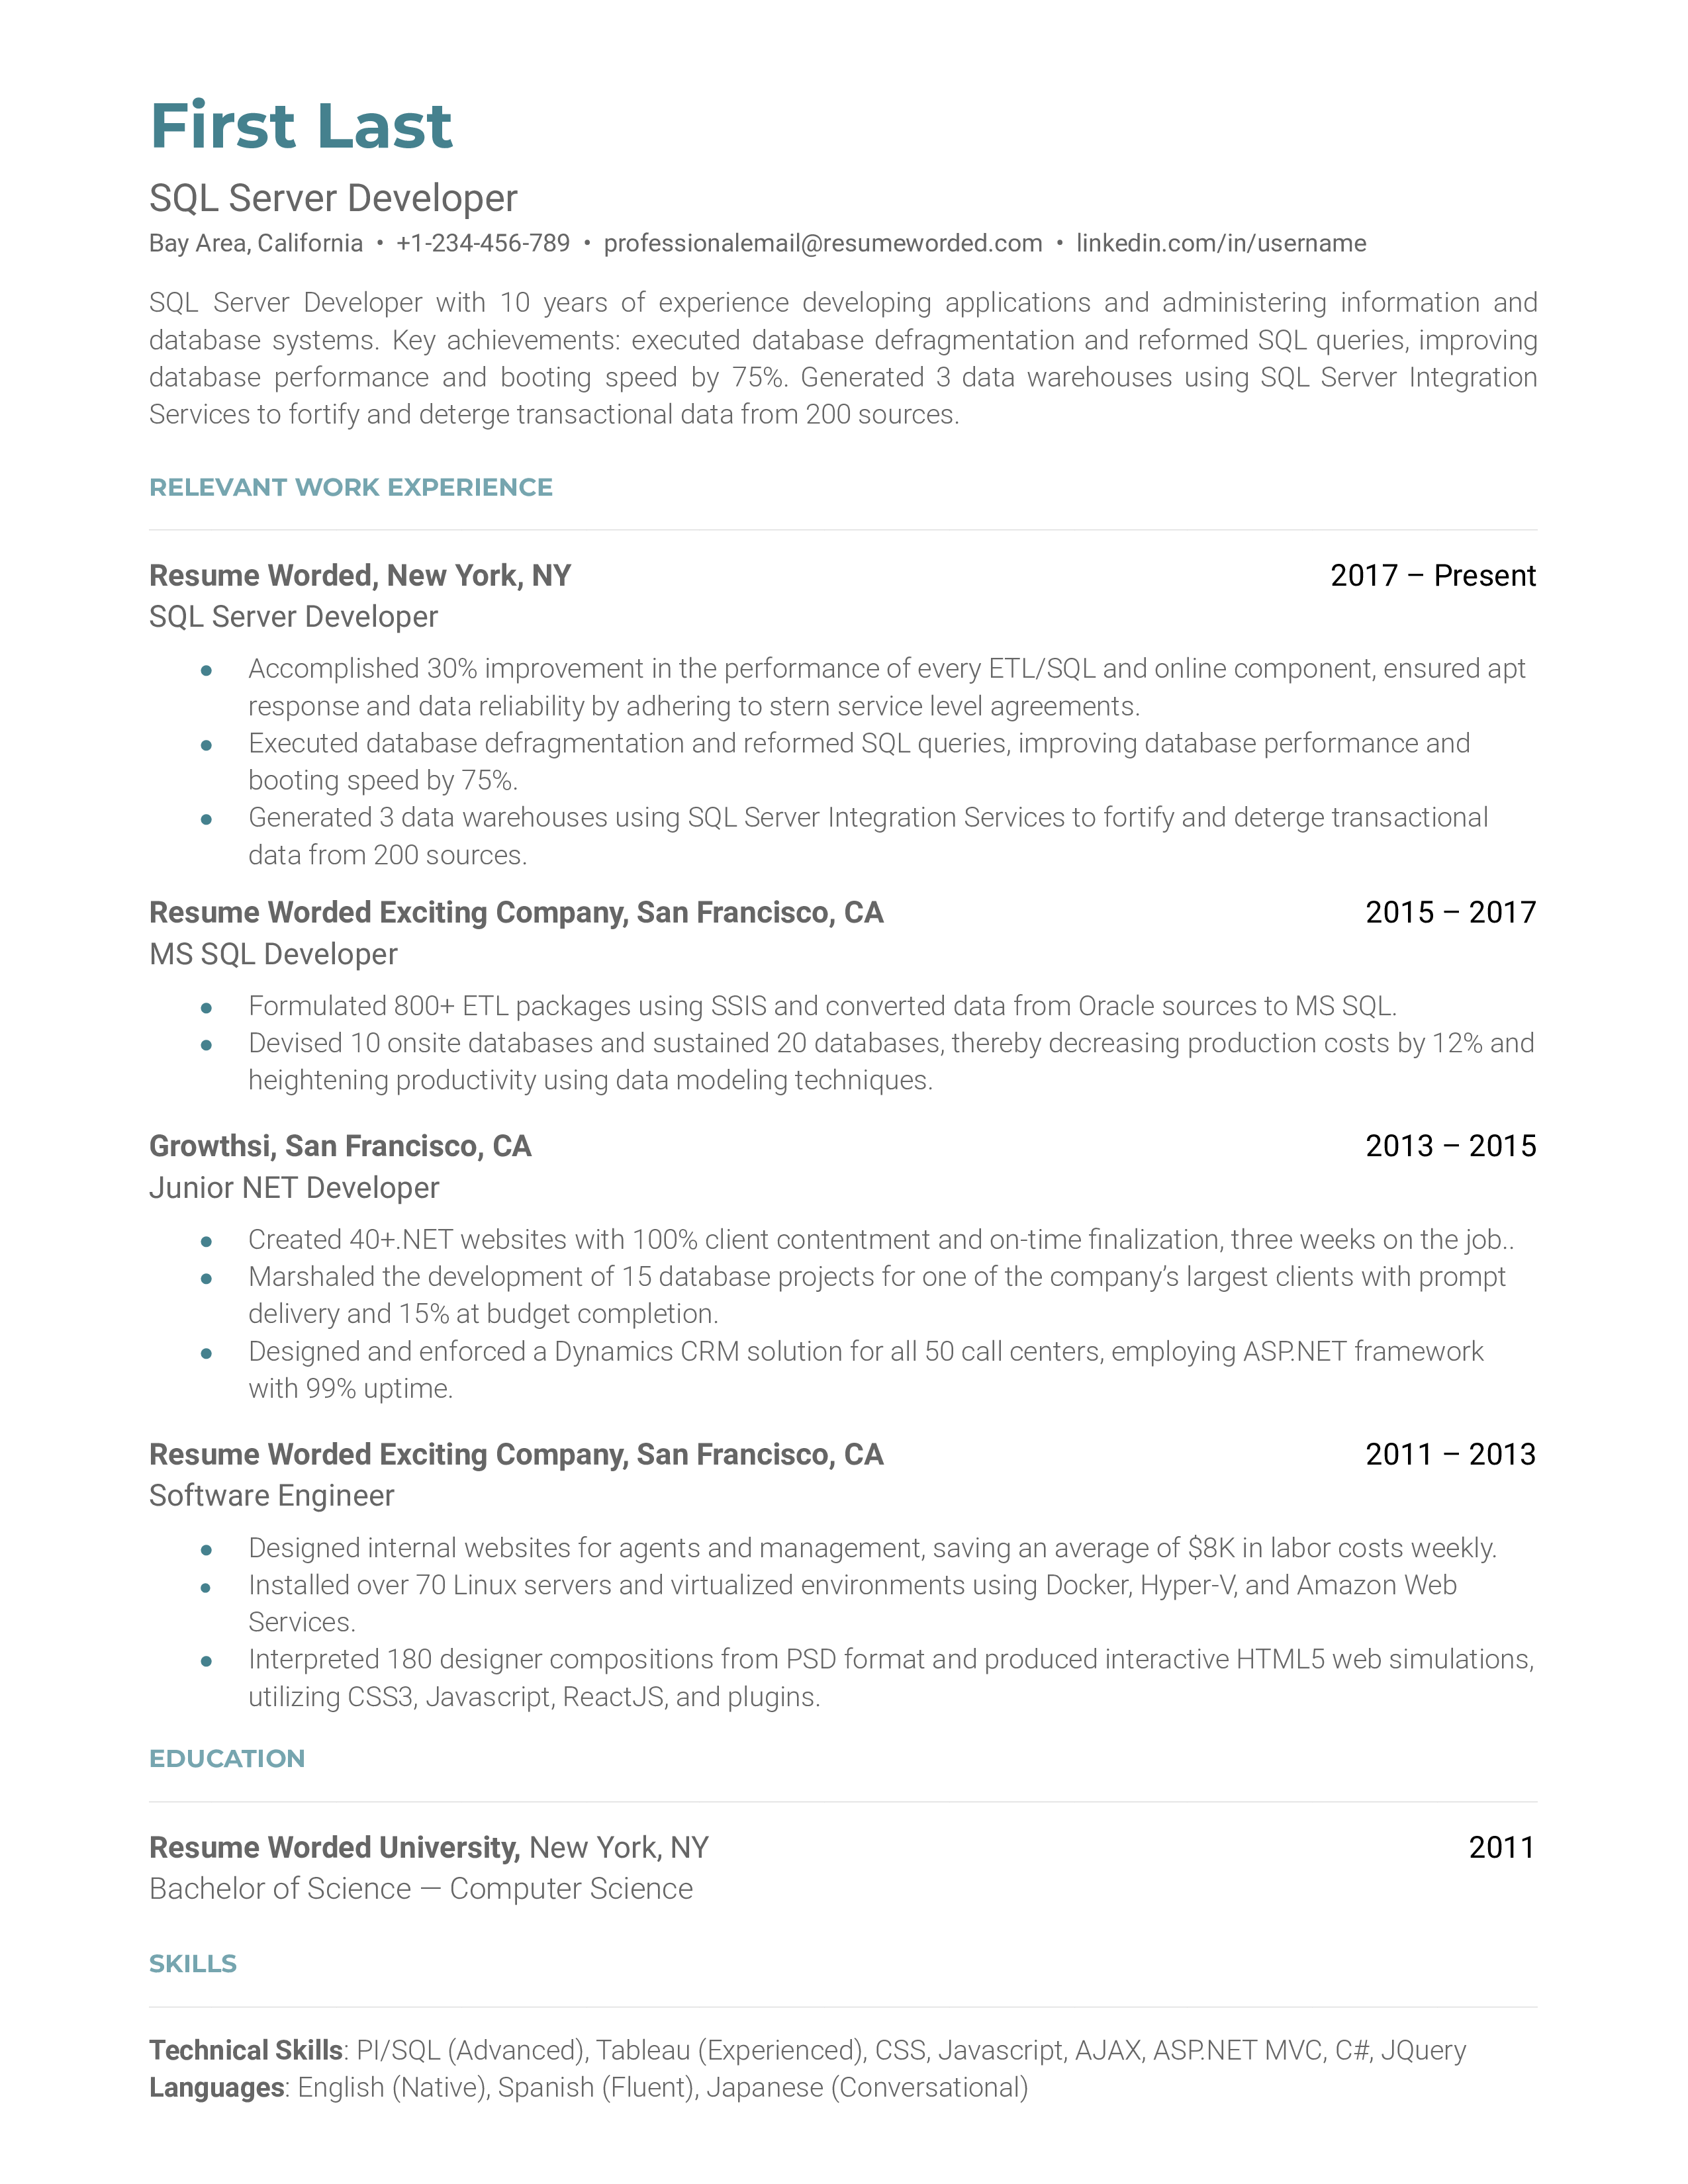 First Last
SQL Server Developer
Bay Area, California • +1-234-456-789 • professionalemail@resumeworded.com • linkedin.com/in/username
SQL Server Developer with 10 years of experience developing applications and administering information and
database systems. Key achievements: executed database defragmentation and reformed SQL queries, improving
database performance and booting speed by 75%. Generated 3 data warehouses using SQL Server Integration
Services to fortify and deterge transactional data from 200 sources.
RELEVANT WORK EXPERIENCE
Resume Worded, New York, NY 2017 – Present
SQL Server Developer
• Accomplished 30% improvement in the performance of every ETL/SQL and online component, ensured apt
response and data reliability by adhering to stern service level agreements.
• Executed database defragmentation and reformed SQL queries, improving database performance and
booting speed by 75%.
• Generated 3 data warehouses using SQL Server Integration Services to fortify and deterge transactional
data from 200 sources.
Resume Worded Exciting Company, San Francisco, CA 2015 – 2017
MS SQL Developer
• Formulated 800+ ETL packages using SSIS and converted data from Oracle sources to MS SQL.
• Devised 10 onsite databases and sustained 20 databases, thereby decreasing production costs by 12% and
heightening productivity using data modeling techniques.
Growthsi, San Francisco, CA 2013 – 2015
Junior NET Developer
• Created 40+.NET websites with 100% client contentment and on-time finalization, three weeks on the job..
• Marshaled the development of 15 database projects for one of the company’s largest clients with prompt
delivery and 15% at budget completion.
• Designed and enforced a Dynamics CRM solution for all 50 call centers, employing ASP.NET framework
with 99% uptime.
Resume Worded Exciting Company, San Francisco, CA 2011 – 2013
Software Engineer
• Designed internal websites for agents and management, saving an average of $8K in labor costs weekly.
• Installed over 70 Linux servers and virtualized environments using Docker, Hyper-V, and Amazon Web
Services.
• Interpreted 180 designer compositions from PSD format and produced interactive HTML5 web simulations,
utilizing CSS3, Javascript, ReactJS, and plugins.
EDUCATION
Resume Worded University, New York, NY 2011
Bachelor of Science — Computer Science
SKILLS
Technical Skills: PI/SQL (Advanced), Tableau (Experienced), CSS, Javascript, AJAX, ASP.NET MVC, C#, JQuery
Languages: English (Native), Spanish (Fluent), Japanese (Conversational)